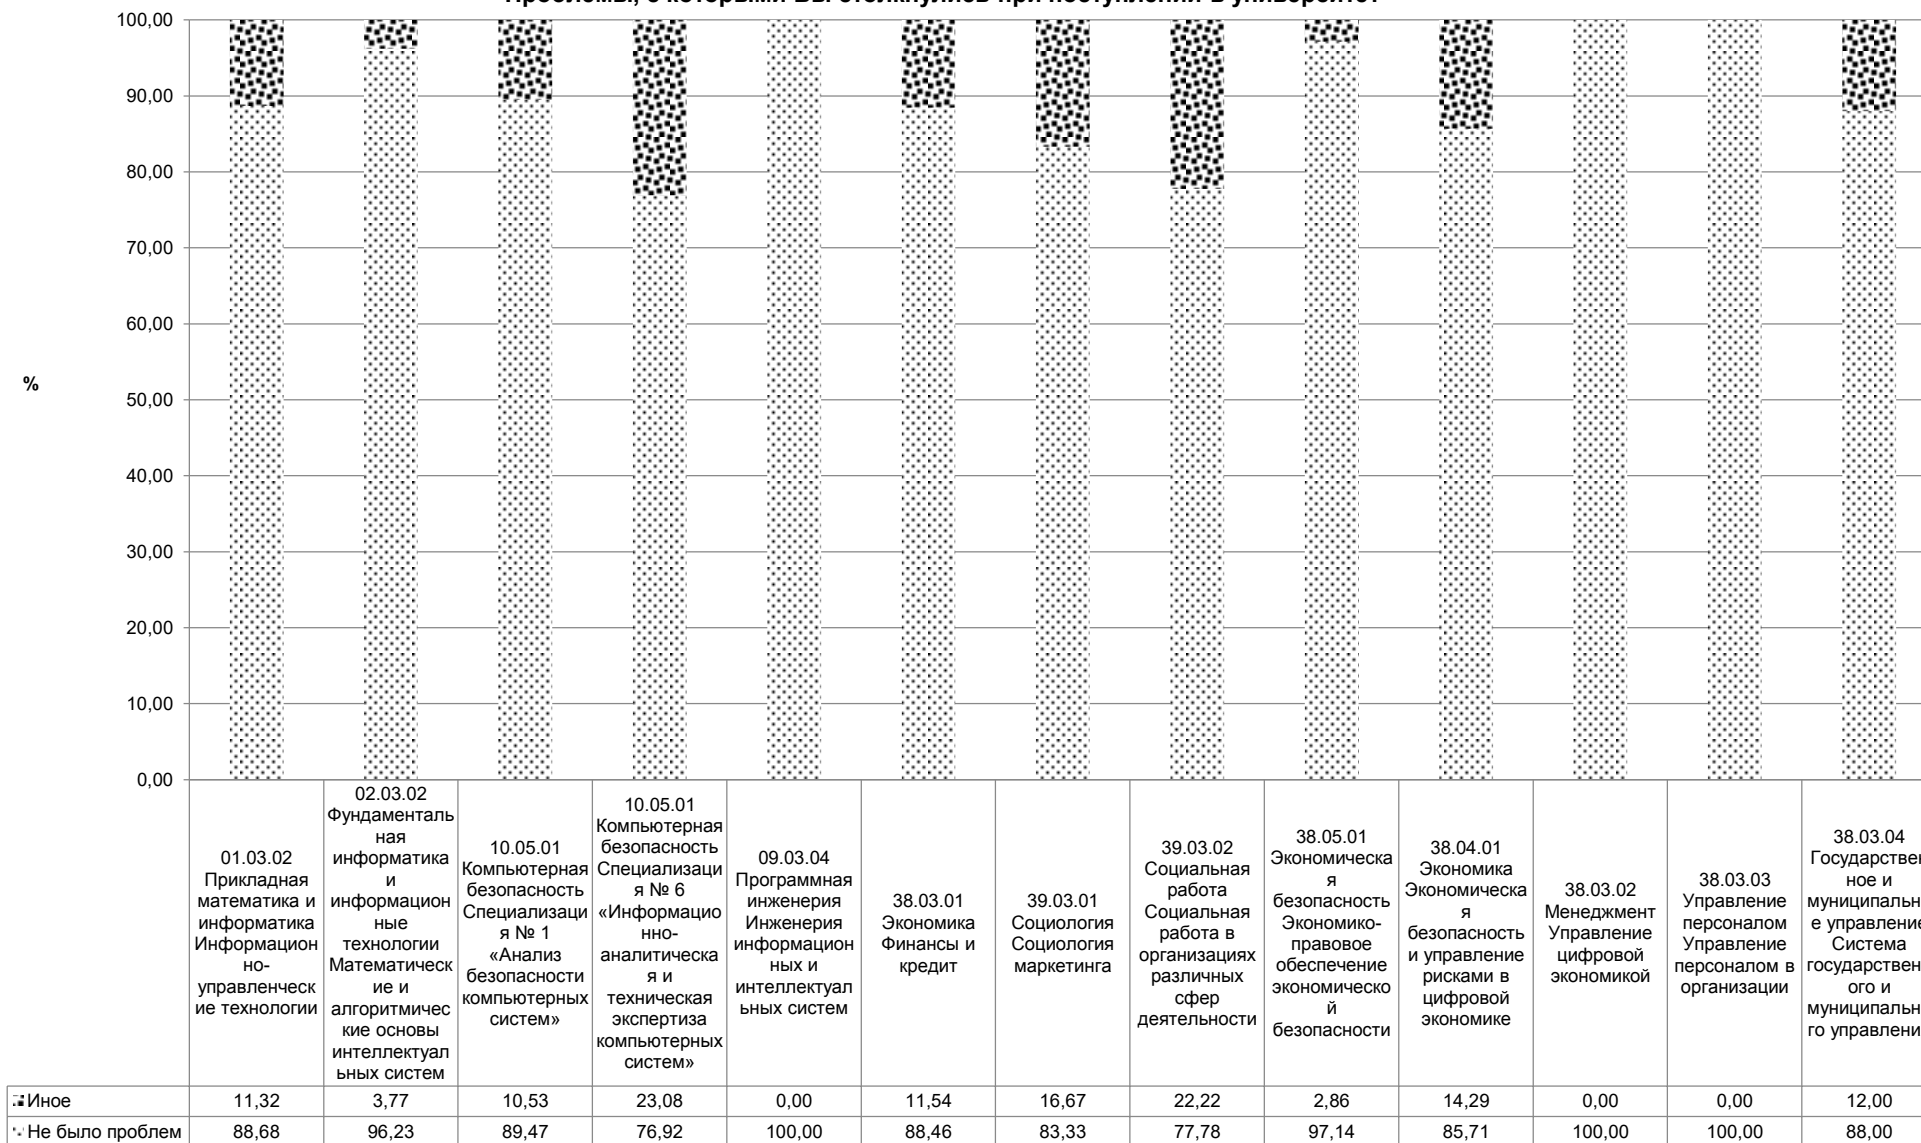 100,00
90,00
80,00
70,00
60,00
50,00
40,00
30,00
20,00
10,00
0,00
%
01.03.02
Прикладная
математика и
информатика
Информацион
но-
управленческ
ие технологии
02.03.02
Фундаменталь
ная
информатика
и
информацион
ные
технологии
Математическ
ие и
алгоритмичес
кие основы
интеллектуал
ьных систем
10.05.01
Компьютерная
безопасность
Специализаци
я № 1
«Анализ
безопасности
компьютерных
систем»
10.05.01
Компьютерная
безопасность
Специализаци
я № 6
«Информацио
нно-
аналитическа
я и
техническая
экспертиза
компьютерных
систем»
09.03.04
Программная
инженерия
Инженерия
информацион
ных и
интеллектуал
ьных систем
38.03.01
Экономика
Финансы и
кредит
39.03.01
Социология
Социология
маркетинга
39.03.02
Социальная
работа
Социальная
работа в
организациях
различных
сфер
деятельности
38.05.01
Экономическа
я
безопасность
Экономико-
правовое
обеспечение
экономическо
й
безопасности
38.04.01
Экономика
Экономическа
я
безопасность
и управление
рисками в
цифровой
экономике
38.03.02
Менеджмент
Управление
цифровой
экономикой
38.03.03
Управление
персоналом
Управление
персоналом в
организации
38.03.04
Государствен
ное и
муниципальн
е управление
Система
государствен
ого и
муниципальн
го управлени
Иное 11,32 3,77 10,53 23,08 0,00 11,54 16,67 22,22 2,86 14,29 0,00 0,00 12,00
Не было проблем 88,68 96,23 89,47 76,92 100,00 88,46 83,33 77,78 97,14 85,71 100,00 100,00 88,00